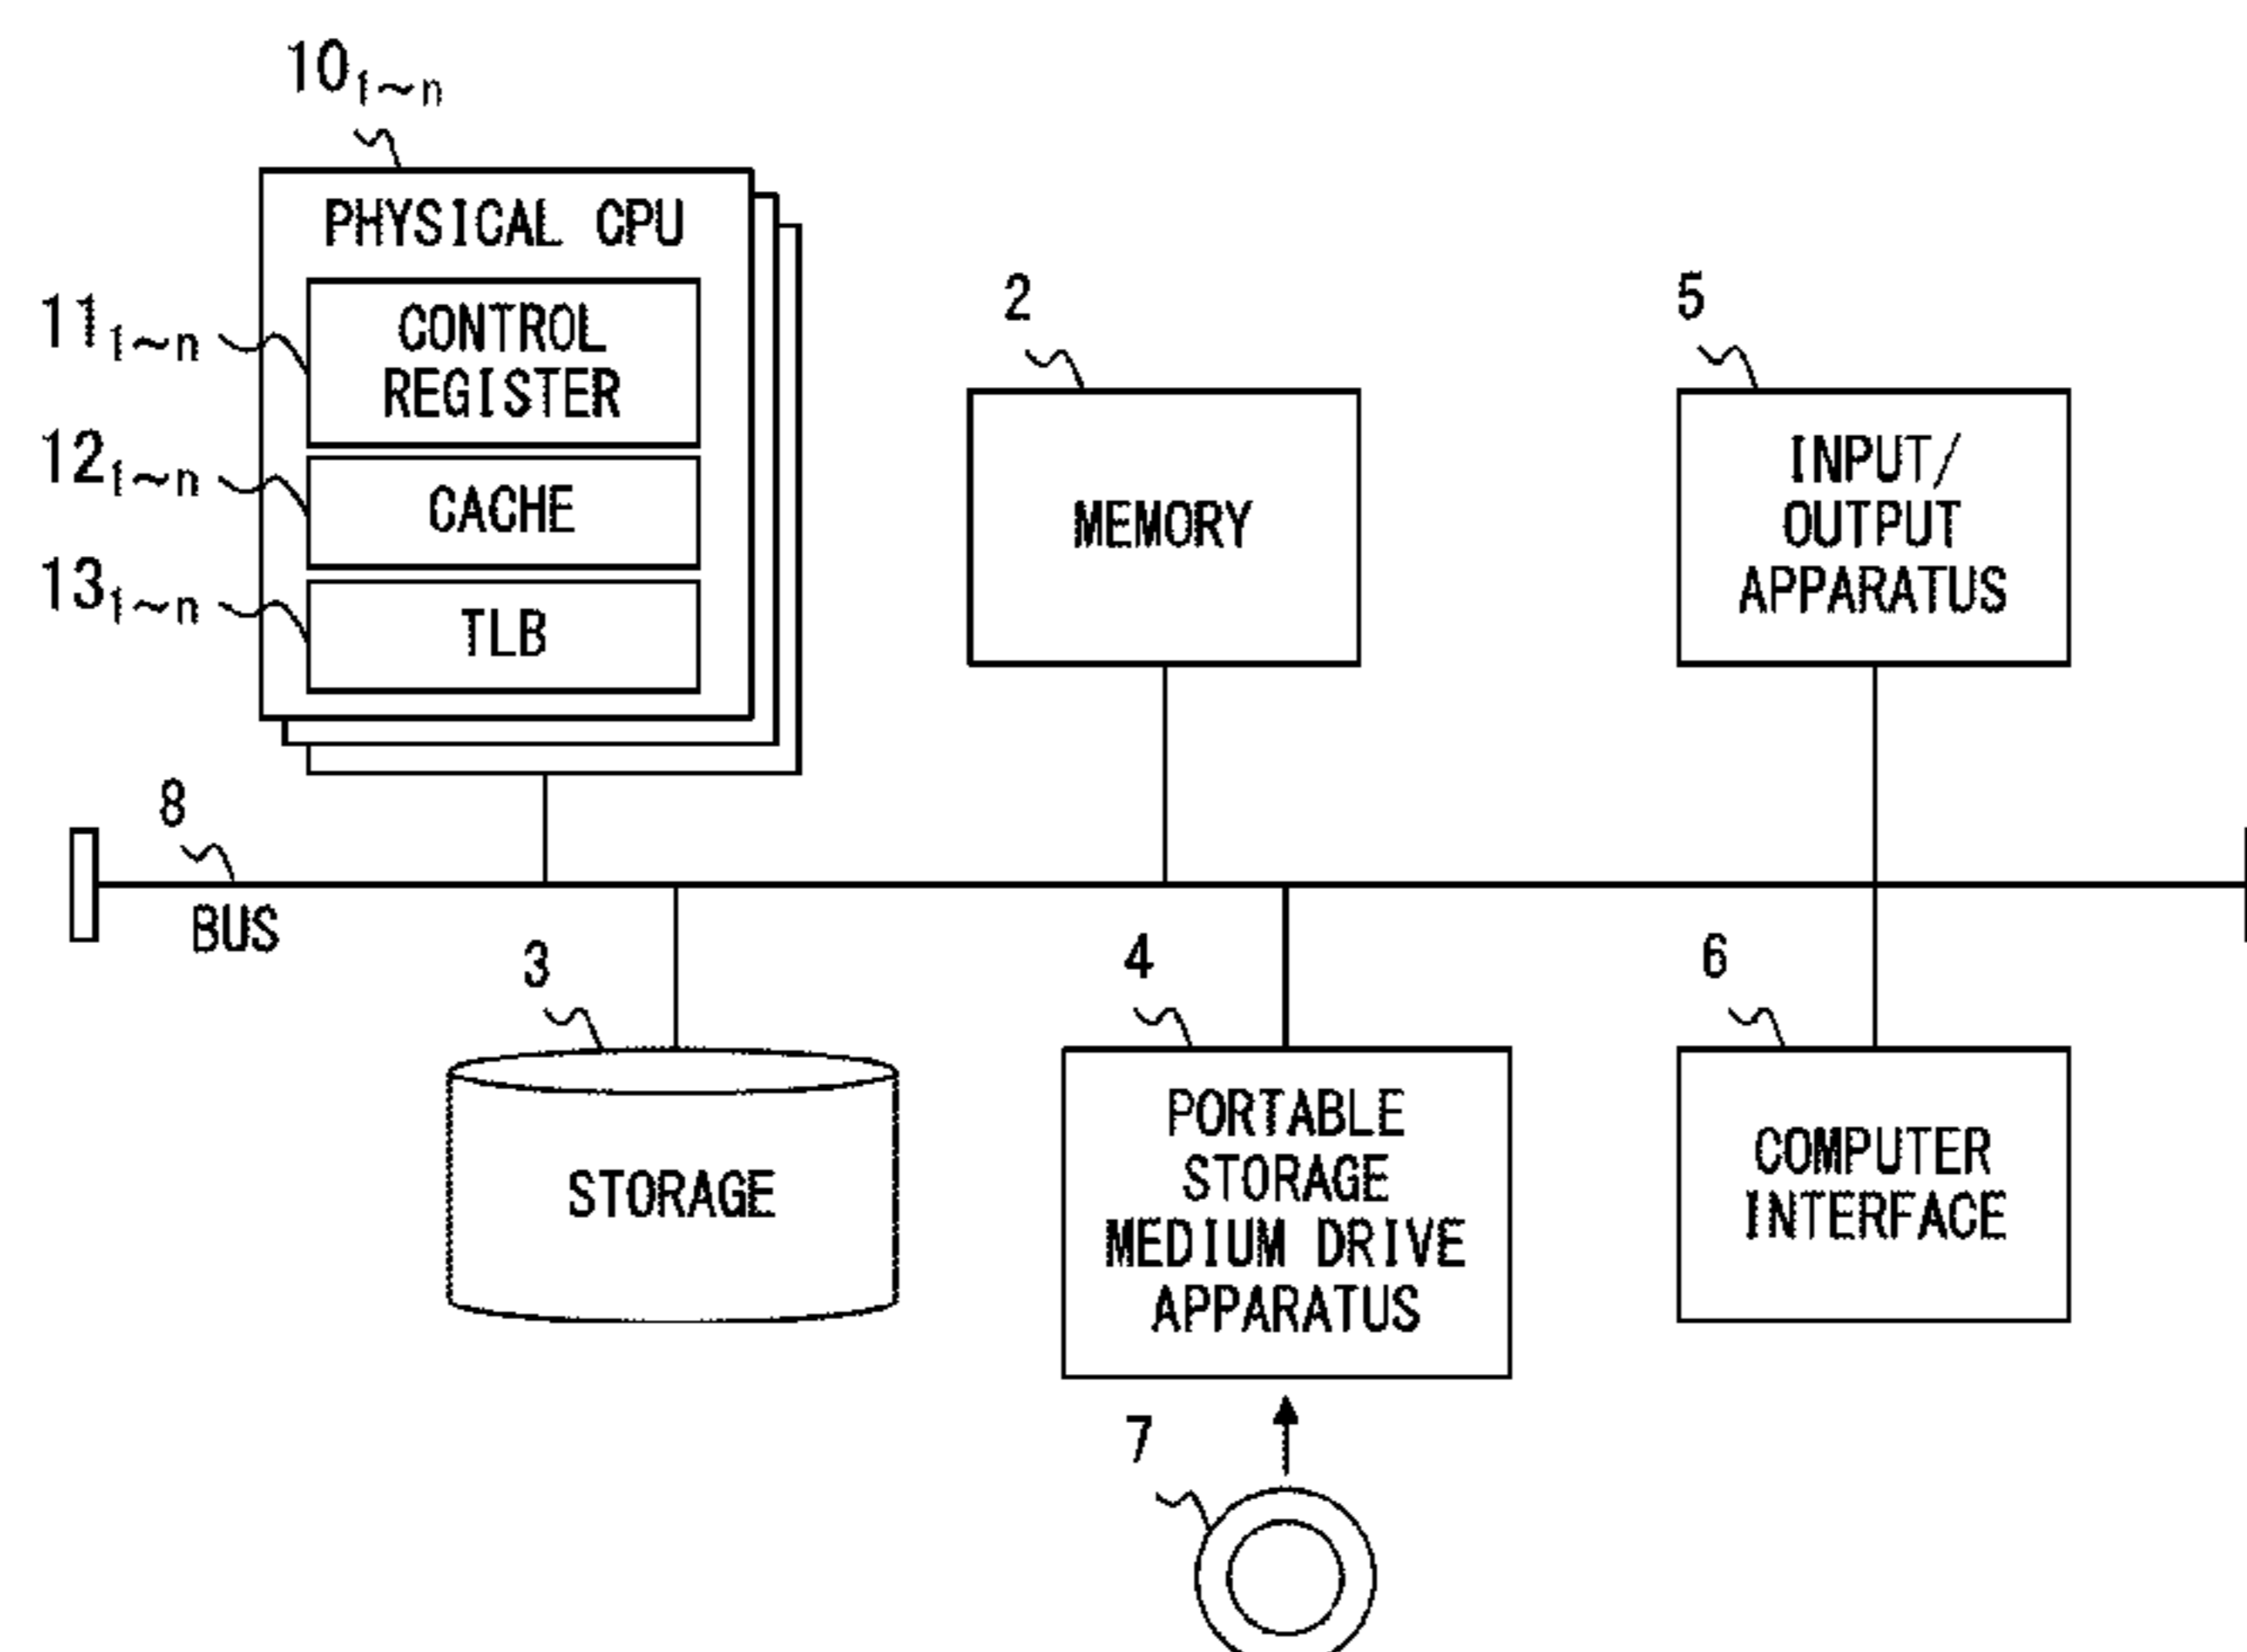 10₁~ₙ
PHYSICAL CPU
11₁~ₙ
CONTROL
REGISTER
12₁~ₙ
CACHE
13₁~ₙ
TLB
2
MEMORY
5
INPUT/
OUTPUT
APPARATUS
8
BUS
3
STORAGE
4
PORTABLE
STORAGE
MEDIUM DRIVE
APPARATUS
6
COMPUTER
INTERFACE
7